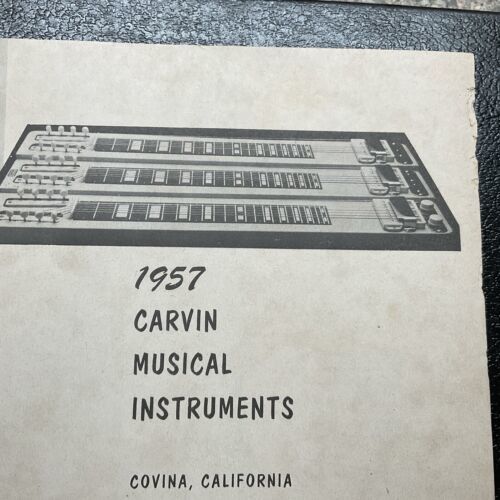 1957
CARVIN
MUSICAL
INSTRUMENTS
COVINA, CALIFORNIA